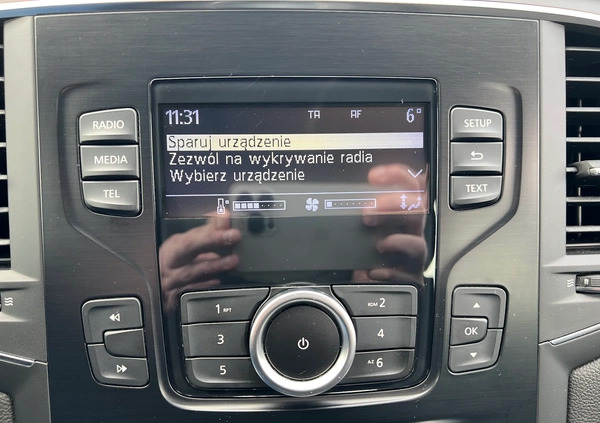 11:31 TA AF 6°
Sparuj urządzenie
Zezwól na wykrywanie radia
Wybierz urządzenie
RADIO
MEDIA
TEL
SETUP
TEXT
1 RPT
RDM 2
3
4
5
AZ 6
OK